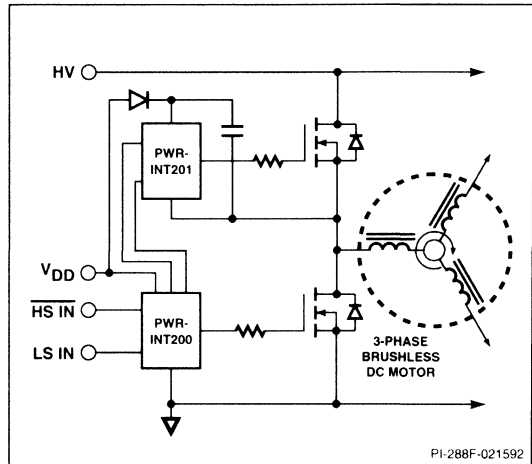 HV
PWR-
INT201
VDD
HS IN
LS IN
PWR-
INT200
3-PHASE
BRUSHLESS
DC MOTOR
PI-288F-021592